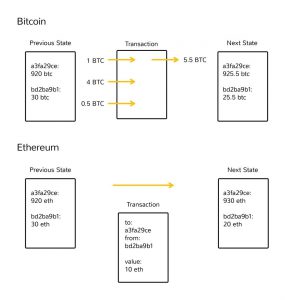 Bitcoin
Previous State
Transaction
Next State
a3fa29ce:
920 btc
bd2ba9b1:
30 btc
1 BTC
4 BTC
0.5 BTC
5.5 BTC
a3fa29ce:
925.5 btc
bd2ba9b1:
25.5 btc
Ethereum
Previous State
Next State
a3fa29ce:
920 eth
bd2ba9b1:
30 eth
Transaction
to:
a3fa29ce
from:
bd2ba9b1
value:
10 eth
a3fa29ce:
930 eth
bd2ba9b1:
20 eth